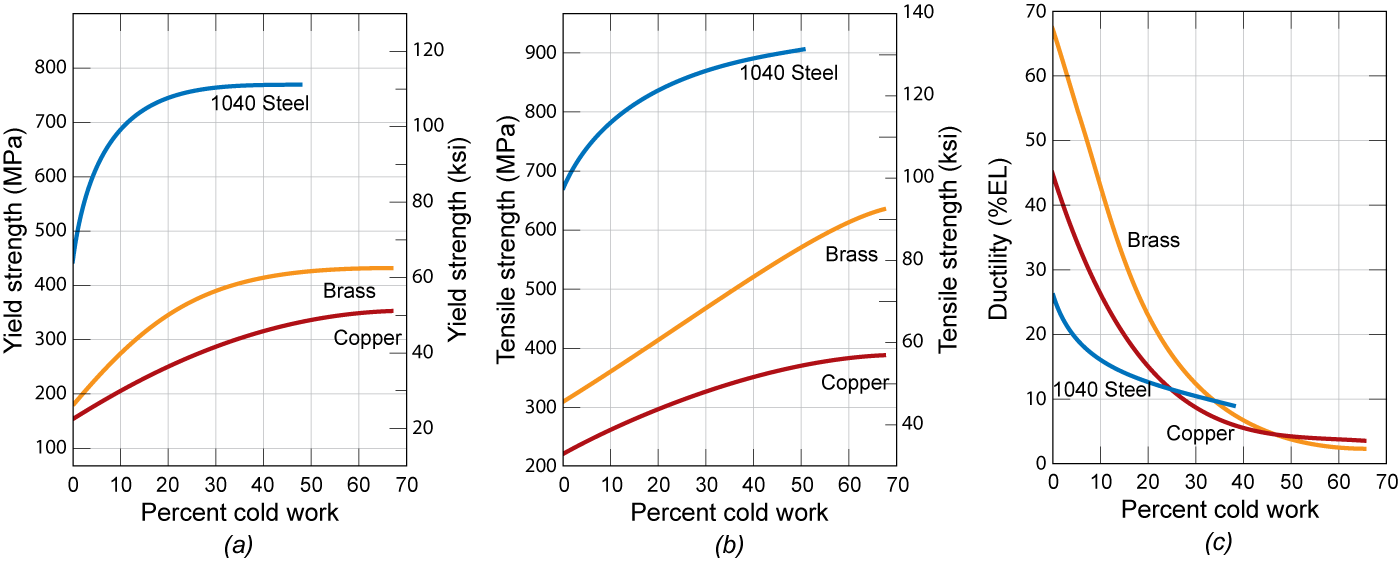 Yield strength (MPa)
800
700
600
500
400
300
200
100
0 10 20 30 40 50 60 70
Percent cold work
(a)
1040 Steel
Brass
Copper
120
100
80
60
40
20
Yield strength (ksi)
Tensile strength (MPa)
900
800
700
600
500
400
300
200
0 10 20 30 40 50 60 70
Percent cold work
(b)
1040 Steel
Brass
Copper
140
120
100
80
60
40
Tensile strength (ksi)
Ductility (%EL)
70
60
50
40
30
20
10
0
0 10 20 30 40 50 60 70
Percent cold work
(c)
Brass
1040 Steel
Copper